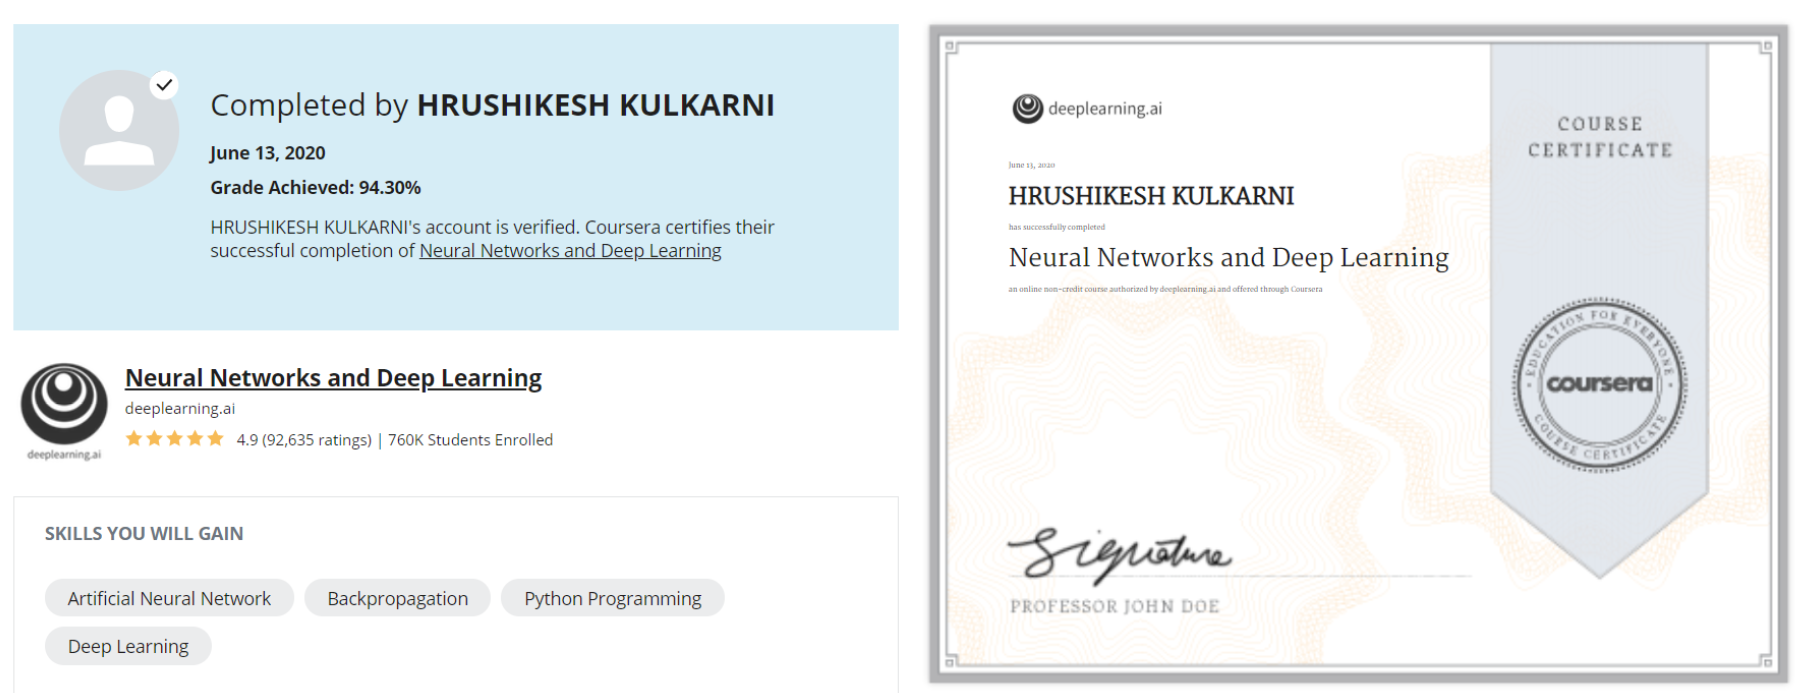 Completed by HRUSHIKESH KULKARNI
June 13, 2020
Grade Achieved: 94.30%
HRUSHIKESH KULKARNI's account is verified. Coursera certifies their
successful completion of Neural Networks and Deep Learning
deeplearning.ai
Neural Networks and Deep Learning
deeplearning.ai
4.9 (92,635 ratings) | 760K Students Enrolled
SKILLS YOU WILL GAIN
Artificial Neural Network
Backpropagation
Python Programming
Deep Learning
deeplearning.ai
June 13, 2020
HRUSHIKESH KULKARNI
has successfully completed
Neural Networks and Deep Learning
an online non-credit course authorized by deeplearning.ai and offered through Coursera
Signature
PROFESSOR JOHN DOE
COURSE
CERTIFICATE
EDUCATION FOR EVERYONE
coursera
COURSE CERTIFICATE